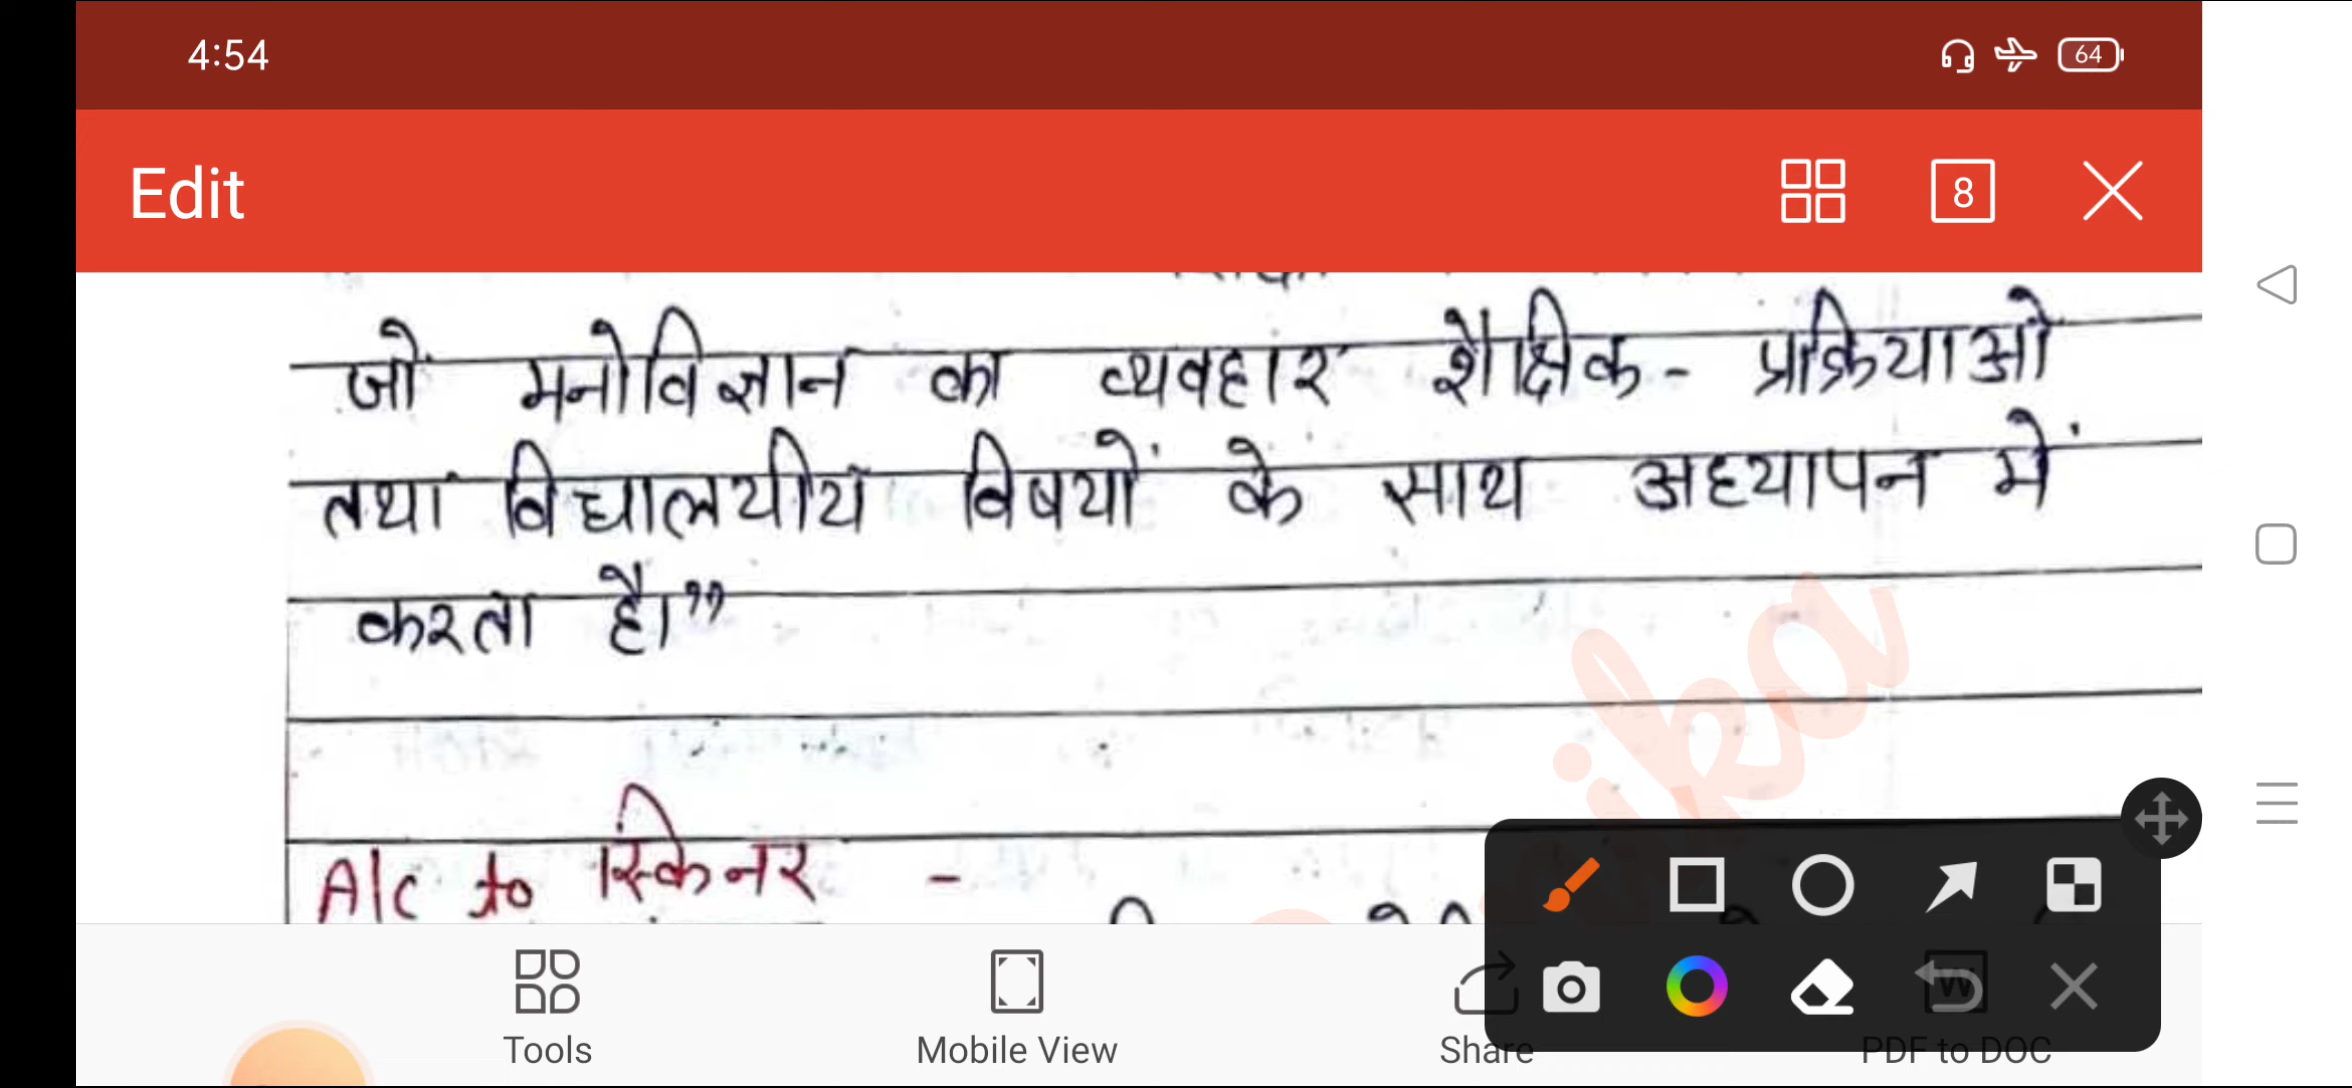 4:54
64
Edit
8
जो मनोविज्ञान का व्यवहार शैक्षिक- प्रक्रियाओं
तथा विद्यालयीय विषयों के साथ अध्यापन में
करता है।”
A/c to स्किनर -
Tools
Mobile View
Share
PDF to DOC